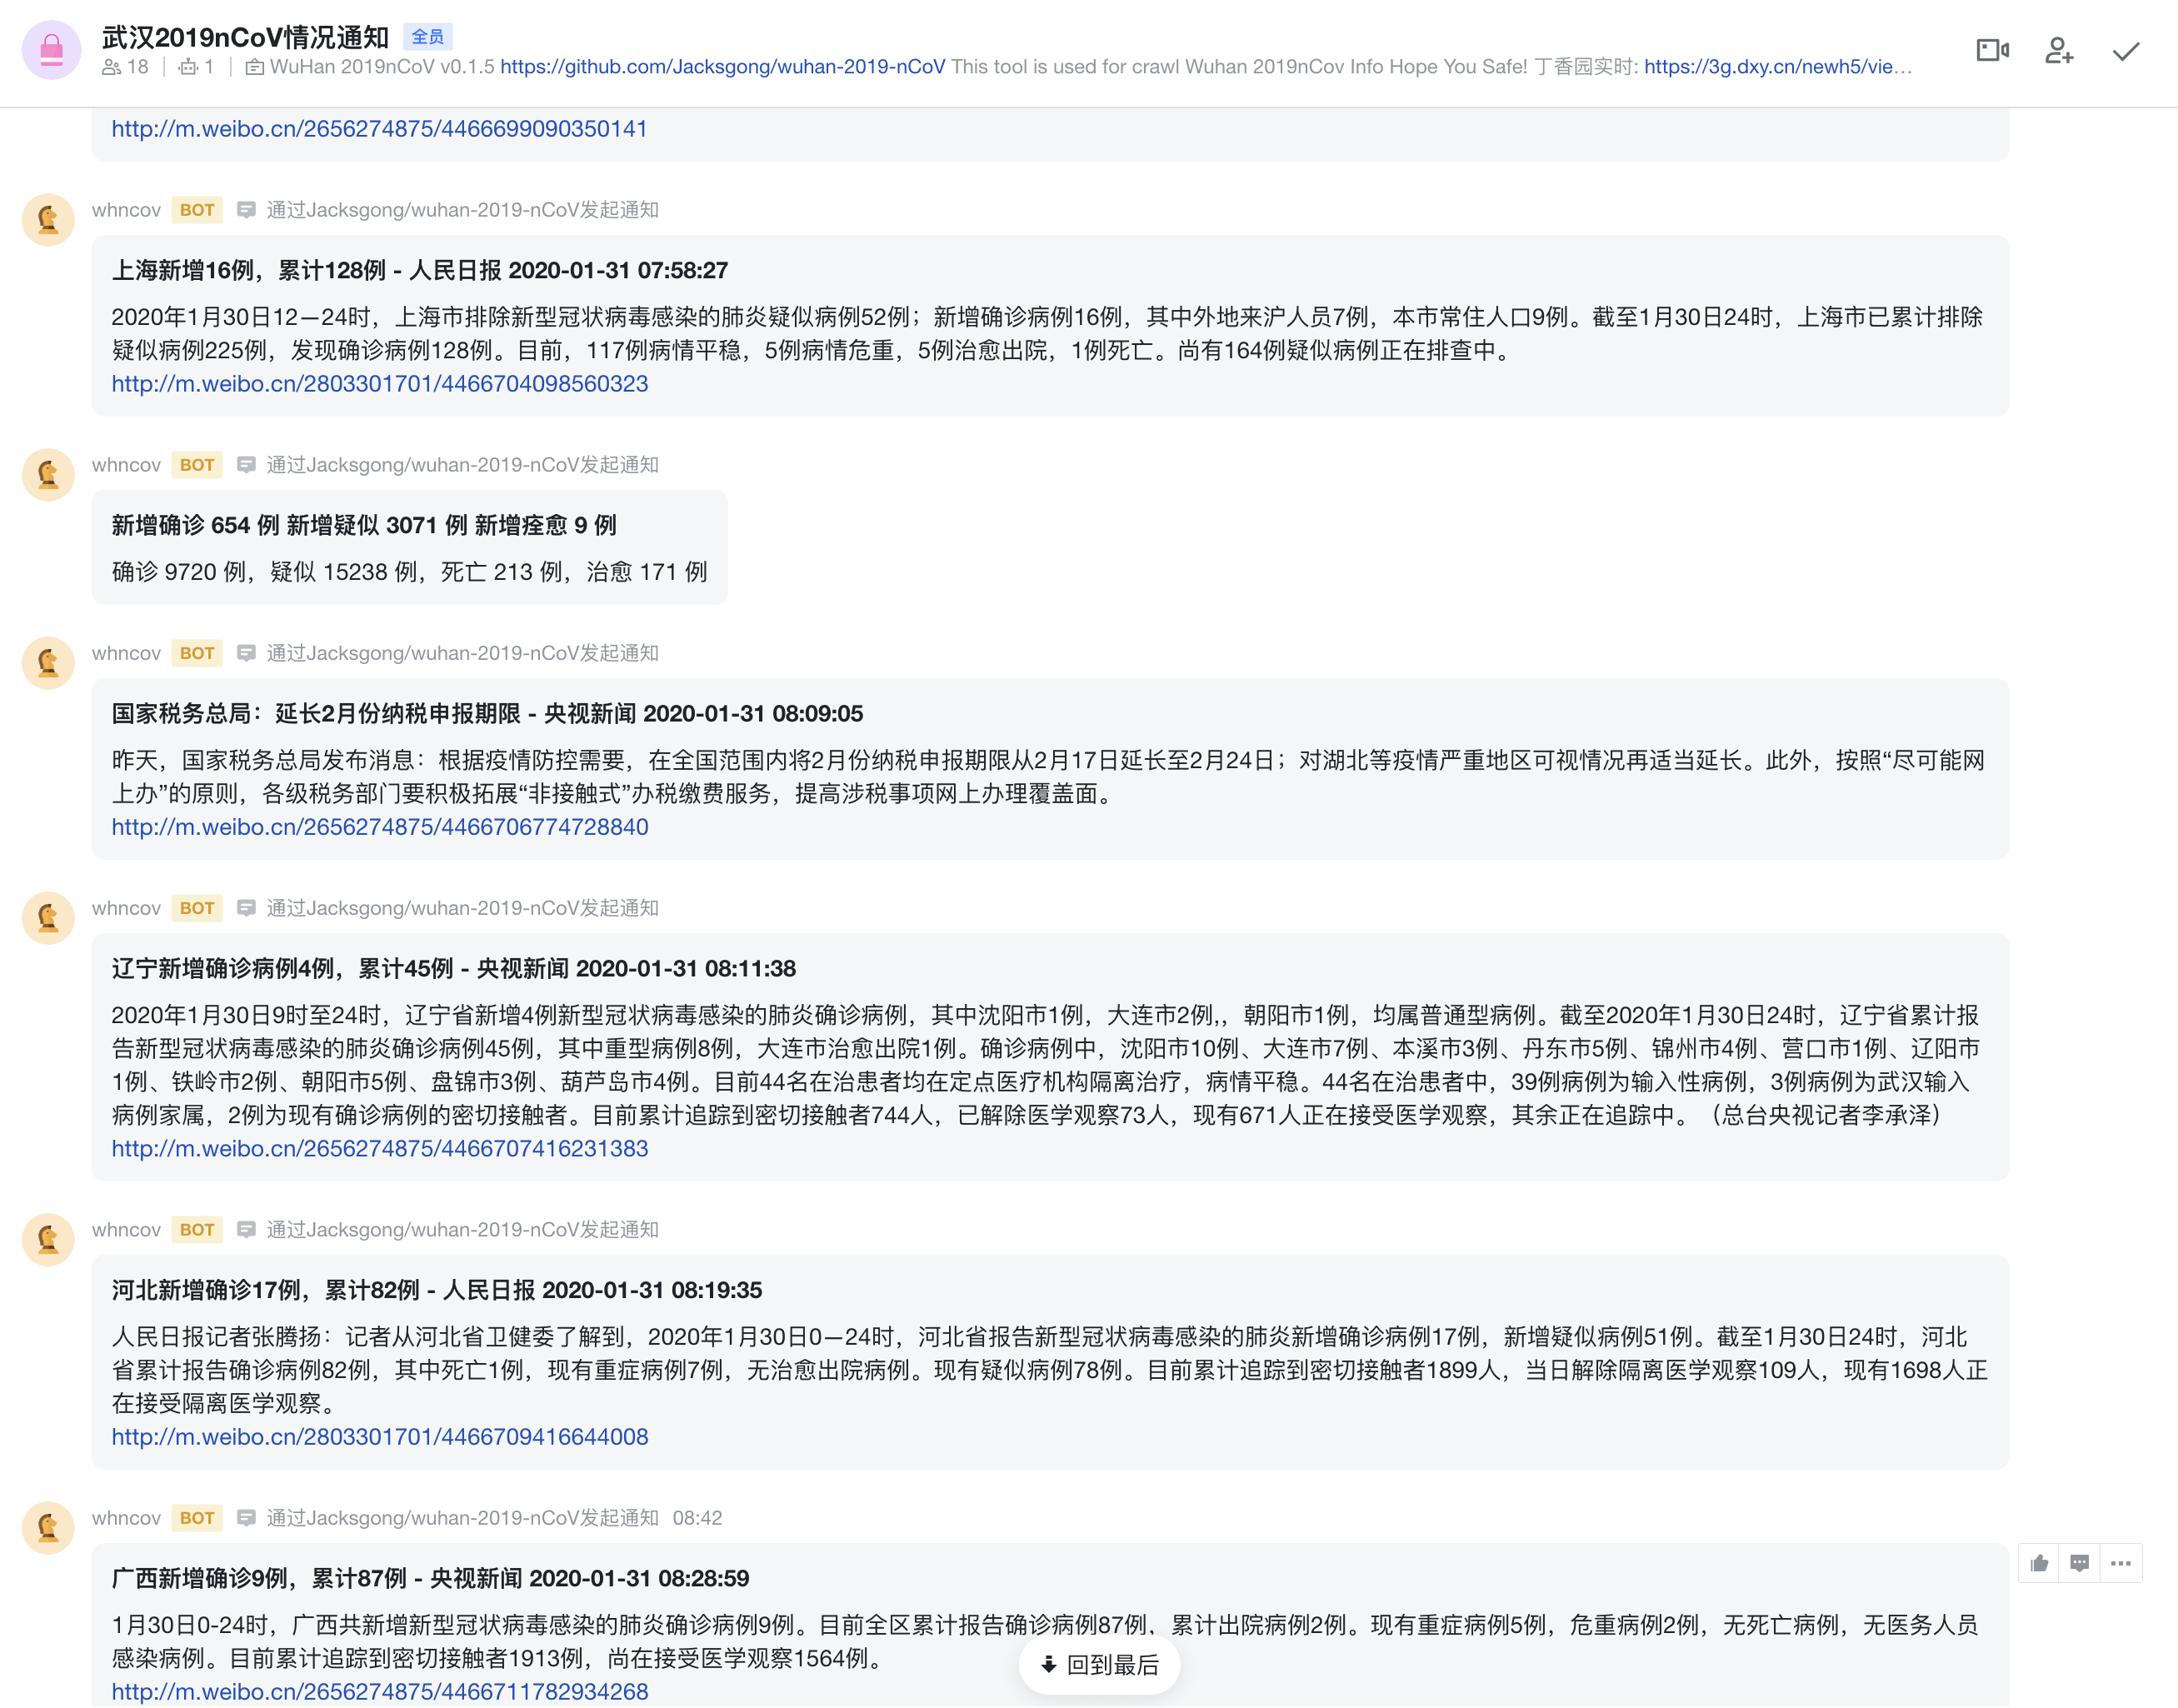 武汉2019nCoV情况通知 全员
18 1 WuHan 2019nCoV v0.1.5 https://github.com/Jacksgong/wuhan-2019-nCoV This tool is used for crawl Wuhan 2019nCov Info Hope You Safe! 丁香园实时: https://3g.dxy.cn/newh5/vie…
http://m.weibo.cn/2656274875/4466699090350141
whncov BOT 通过Jacksgong/wuhan-2019-nCoV发起通知
上海新增16例，累计128例 - 人民日报 2020-01-31 07:58:27
2020年1月30日12—24时，上海市排除新型冠状病毒感染的肺炎疑似病例52例；新增确诊病例16例，其中外地来沪人员7例，本市常住人口9例。截至1月30日24时，上海市已累计排除
疑似病例225例，发现确诊病例128例。目前，117例病情平稳，5例病情危重，5例治愈出院，1例死亡。尚有164例疑似病例正在排查中。
http://m.weibo.cn/2803301701/4466704098560323
whncov BOT 通过Jacksgong/wuhan-2019-nCoV发起通知
新增确诊 654 例 新增疑似 3071 例 新增痊愈 9 例
确诊 9720 例，疑似 15238 例，死亡 213 例，治愈 171 例
whncov BOT 通过Jacksgong/wuhan-2019-nCoV发起通知
国家税务总局：延长2月份纳税申报期限 - 央视新闻 2020-01-31 08:09:05
昨天，国家税务总局发布消息：根据疫情防控需要，在全国范围内将2月份纳税申报期限从2月17日延长至2月24日；对湖北等疫情严重地区可视情况再适当延长。此外，按照“尽可能网
上办”的原则，各级税务部门要积极拓展“非接触式”办税缴费服务，提高涉税事项网上办理覆盖面。
http://m.weibo.cn/2656274875/4466706774728840
whncov BOT 通过Jacksgong/wuhan-2019-nCoV发起通知
辽宁新增确诊病例4例，累计45例 - 央视新闻 2020-01-31 08:11:38
2020年1月30日9时至24时，辽宁省新增4例新型冠状病毒感染的肺炎确诊病例，其中沈阳市1例，大连市2例,，朝阳市1例，均属普通型病例。截至2020年1月30日24时，辽宁省累计报
告新型冠状病毒感染的肺炎确诊病例45例，其中重型病例8例，大连市治愈出院1例。确诊病例中，沈阳市10例、大连市7例、本溪市3例、丹东市5例、锦州市4例、营口市1例、辽阳市
1例、铁岭市2例、朝阳市5例、盘锦市3例、葫芦岛市4例。目前44名在治患者均在定点医疗机构隔离治疗，病情平稳。44名在治患者中，39例病例为输入性病例，3例病例为武汉输入
病例家属，2例为现有确诊病例的密切接触者。目前累计追踪到密切接触者744人，已解除医学观察73人，现有671人正在接受医学观察，其余正在追踪中。（总台央视记者李承泽）
http://m.weibo.cn/2656274875/4466707416231383
whncov BOT 通过Jacksgong/wuhan-2019-nCoV发起通知
河北新增确诊17例，累计82例 - 人民日报 2020-01-31 08:19:35
人民日报记者张腾扬：记者从河北省卫健委了解到，2020年1月30日0—24时，河北省报告新型冠状病毒感染的肺炎新增确诊病例17例，新增疑似病例51例。截至1月30日24时，河北
省累计报告确诊病例82例，其中死亡1例，现有重症病例7例，无治愈出院病例。现有疑似病例78例。目前累计追踪到密切接触者1899人，当日解除隔离医学观察109人，现有1698人正
在接受隔离医学观察。
http://m.weibo.cn/2803301701/4466709416644008
whncov BOT 通过Jacksgong/wuhan-2019-nCoV发起通知 08:42
广西新增确诊9例，累计87例 - 央视新闻 2020-01-31 08:28:59
1月30日0-24时，广西共新增新型冠状病毒感染的肺炎确诊病例9例。目前全区累计报告确诊病例87例，累计出院病例2例。现有重症病例5例，危重病例2例，无死亡病例，无医务人员
感染病例。目前累计追踪到密切接触者1913例，尚在接受医学观察1564例。
回到最后
http://m.weibo.cn/2656274875/4466711782934268